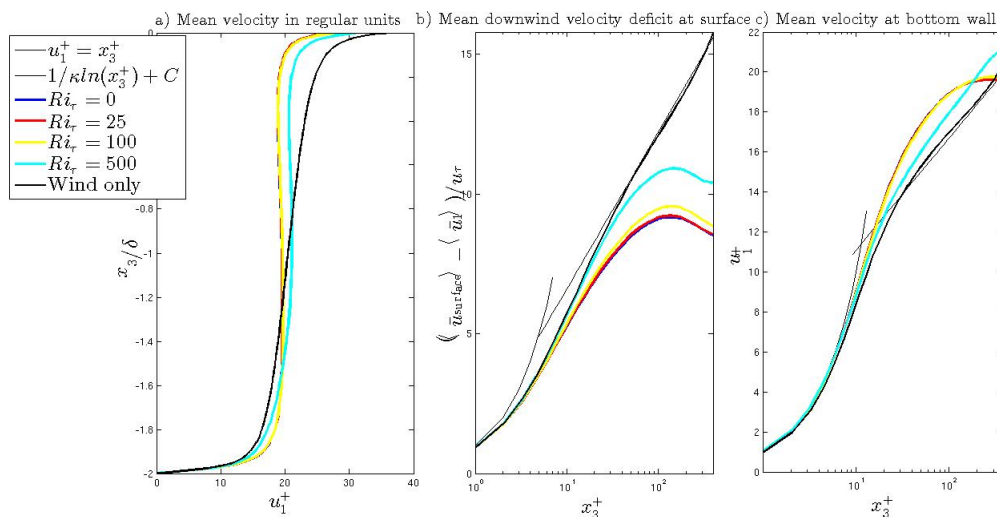 a) Mean velocity in regular units
b) Mean downwind velocity deficit at surface
c) Mean velocity at bottom wall
u₁⁺ = x₃⁺
1/κln(x₃⁺) + C
Ri_τ = 0
Ri_τ = 25
Ri_τ = 100
Ri_τ = 500
Wind only
0
-0.8
-1
-1.2
-1.4
-1.6
-1.8
-2
x₃/δ
0
10
20
30
40
u₁⁺
15
10
5
0
(⟨ū_surface⟩ − ⟨ū₁⟩)/u_τ
10⁰
10¹
10²
x₃⁺
22
20
18
16
14
12
10
8
6
4
2
0
u₁⁺
10¹
10²
x₃⁺